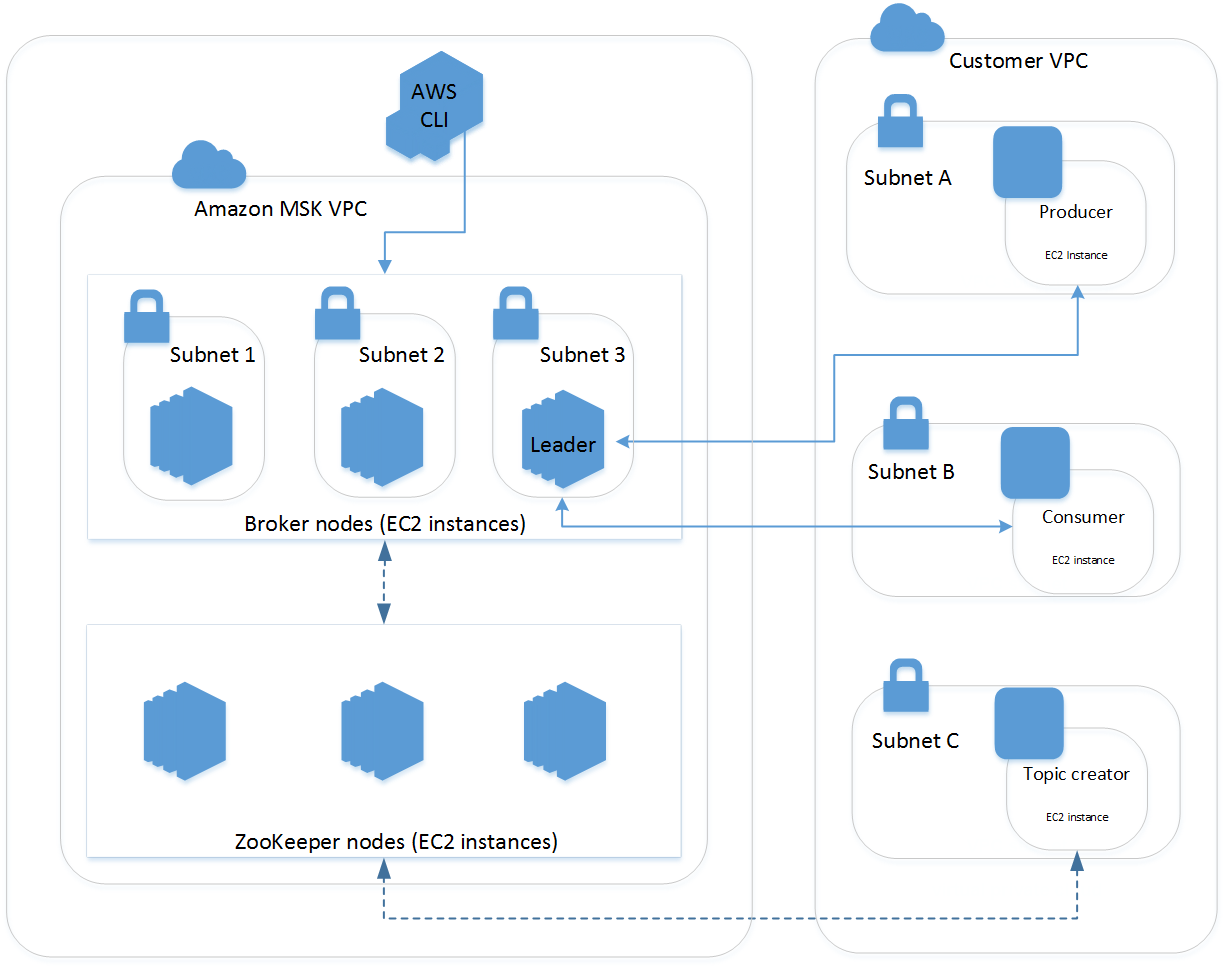 AWS
CLI
Amazon MSK VPC
Subnet 1
Subnet 2
Subnet 3
Leader
Broker nodes (EC2 instances)
ZooKeeper nodes (EC2 instances)
Customer VPC
Subnet A
Producer
EC2 Instance
Subnet B
Consumer
EC2 instance
Subnet C
Topic creator
EC2 instance